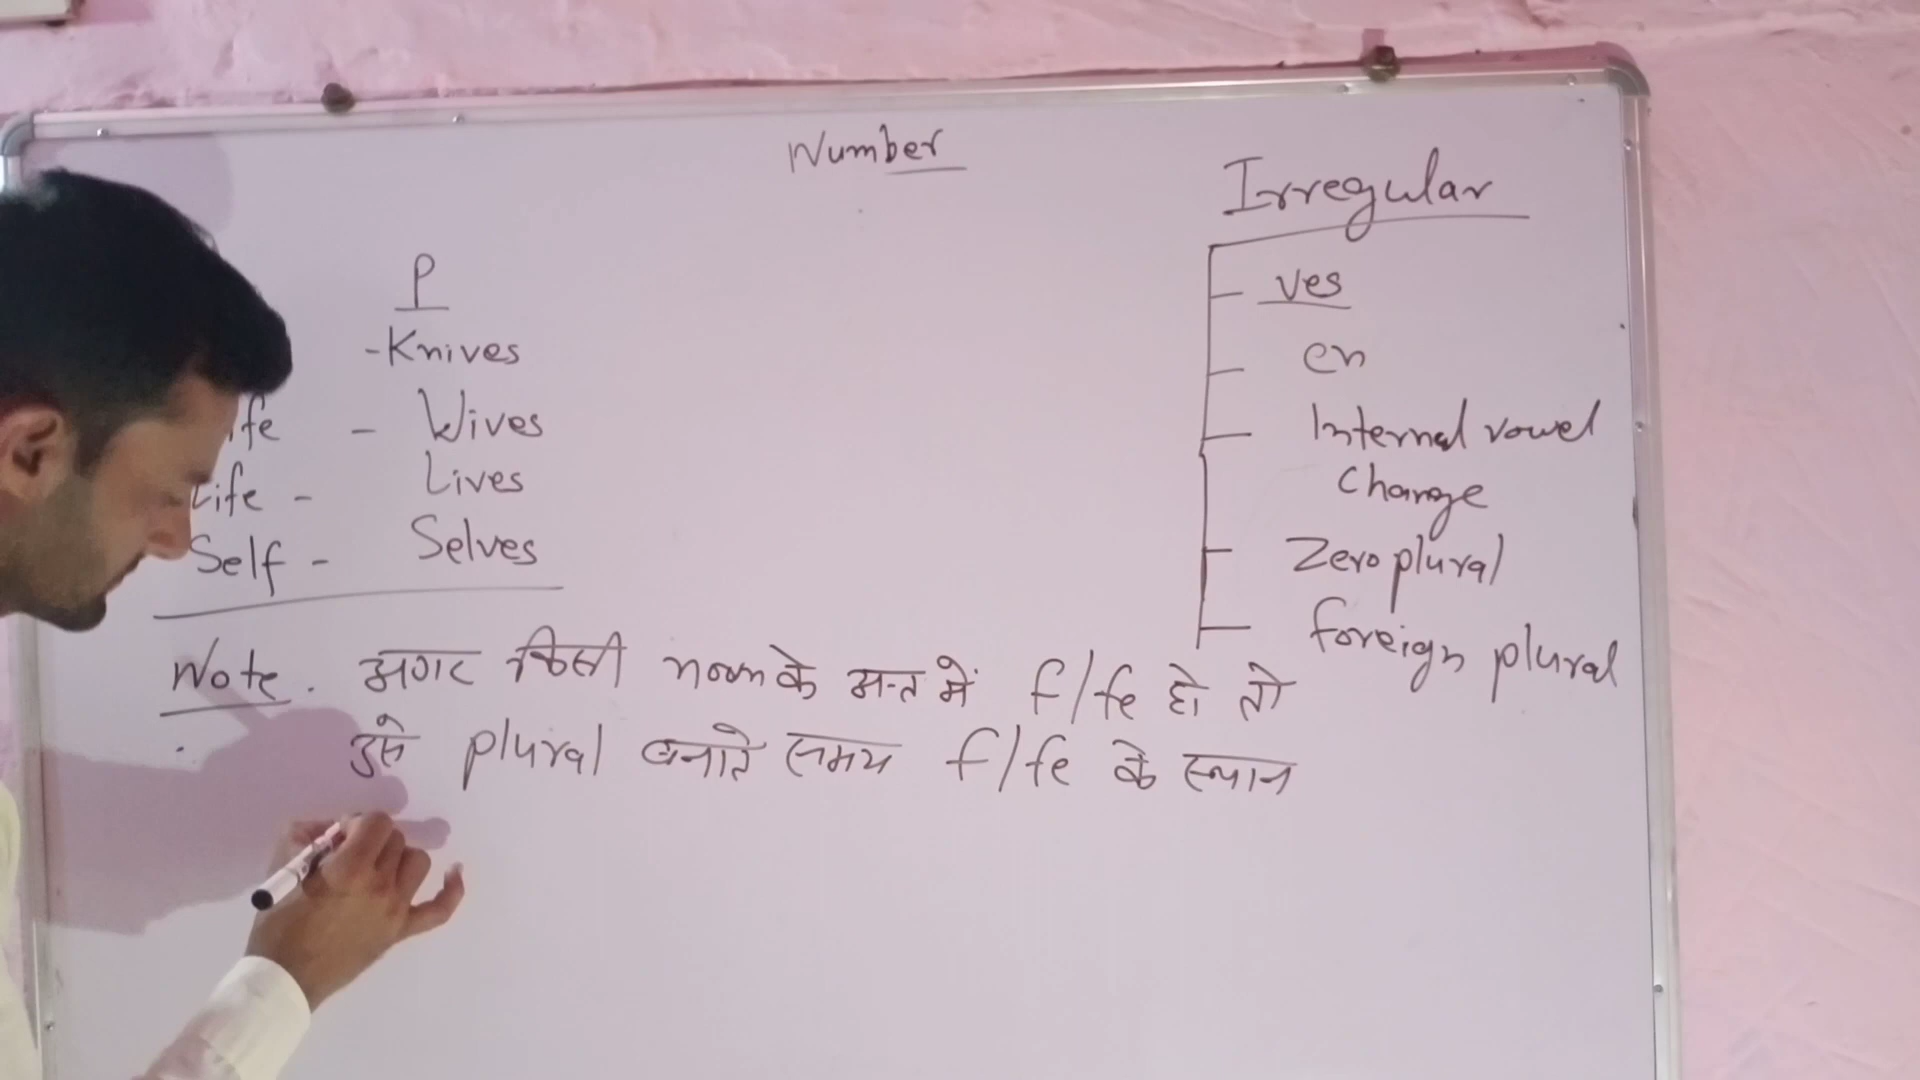 Number
P
-Knives
- Wives
Life - Lives
Self - Selves
Note. अगर किसी noun के अन्त में f/fe हो तो
उसे plural बनाते समय f/fe के स्थान
Irregular
ves
en
Internal vowel
change
Zero plural
foreign plural